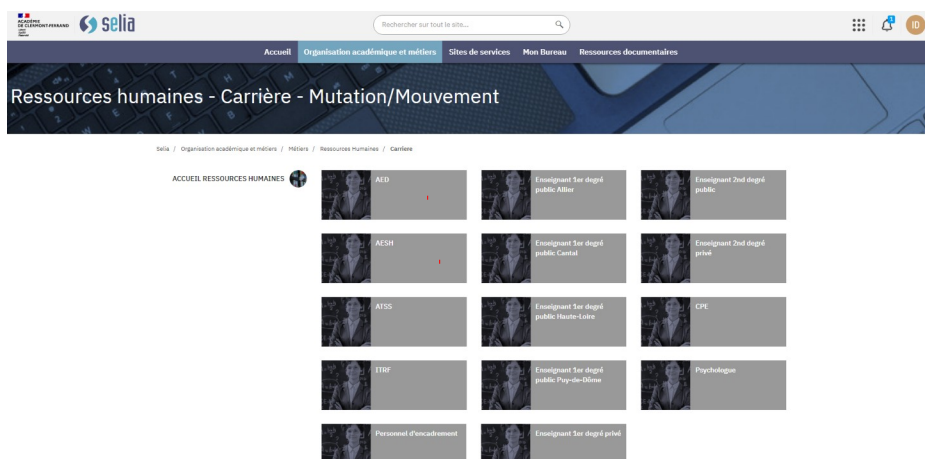 ACADÉMIE
DE CLERMONT-FERRAND
selia
Rechercher sur tout le site...
1
ID
Accueil
Organisation académique et métiers
Sites de services
Mon Bureau
Ressources documentaires
Ressources humaines - Carrière - Mutation/Mouvement
Selia / Organisation académique et métiers / Métiers / Ressources Humaines / Carriere
ACCUEIL RESSOURCES HUMAINES
AED
Enseignant 1er degré
public Allier
Enseignant 2nd degré
public
AESH
Enseignant 1er degré
public Cantal
Enseignant 2nd degré
privé
ATSS
Enseignant 1er degré
public Haute-Loire
CPE
ITRF
Enseignant 1er degré
public Puy-de-Dôme
Psychologue
Personnel d'encadrement
Enseignant 1er degré privé